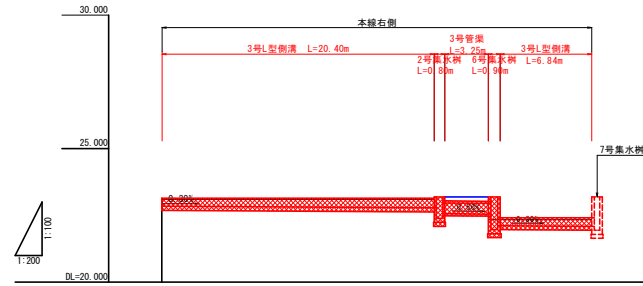 30.000
本線右側
3号管渠
L=3.25m
3号L型側溝 L=20.40m
3号L型側溝
L=6.84m
2号集水桝
L=0.80m
6号集水桝
L=0.90m
25.000
7号集水桝
1:100
1:200
DL=20.000